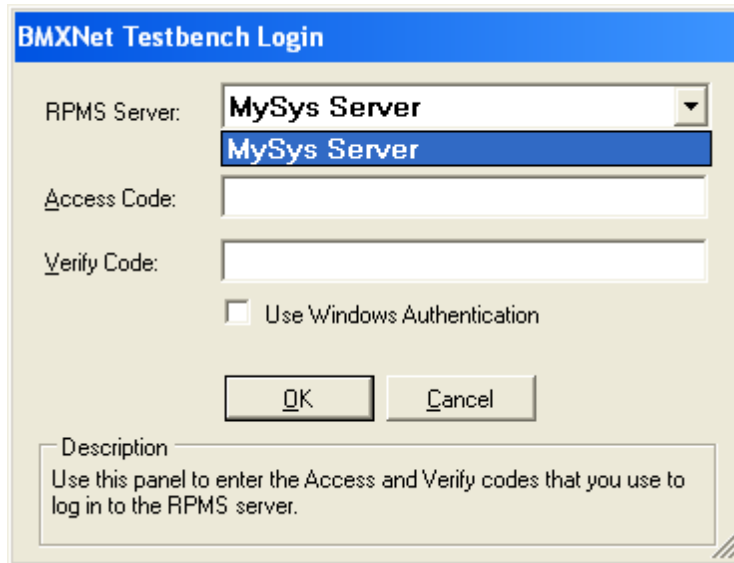 BMXNet Testbench Login
RPMS Server: MySys Server
MySys Server
Access Code:
Verify Code:
Use Windows Authentication
OK Cancel
Description
Use this panel to enter the Access and Verify codes that you use to
log in to the RPMS server.